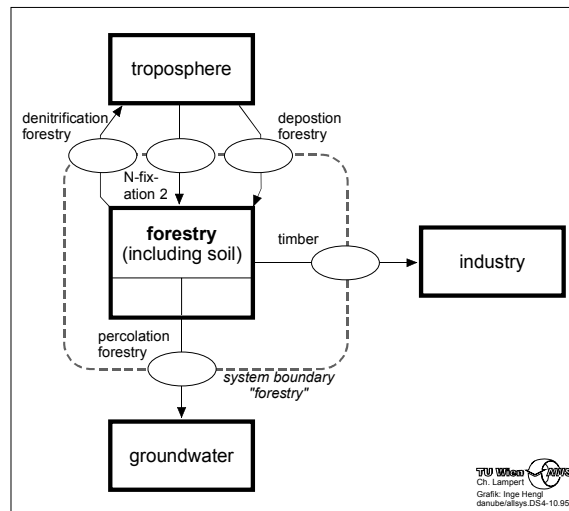 troposphere
denitrification
forestry
depostion
forestry
N-fix-
ation 2
forestry
(including soil)
timber
industry
percolation
forestry
system boundary
"forestry"
groundwater
TU Wien
AIWS
Ch. Lampert
Grafik: Inge Hengl
danube/allsys.DS4-10.95